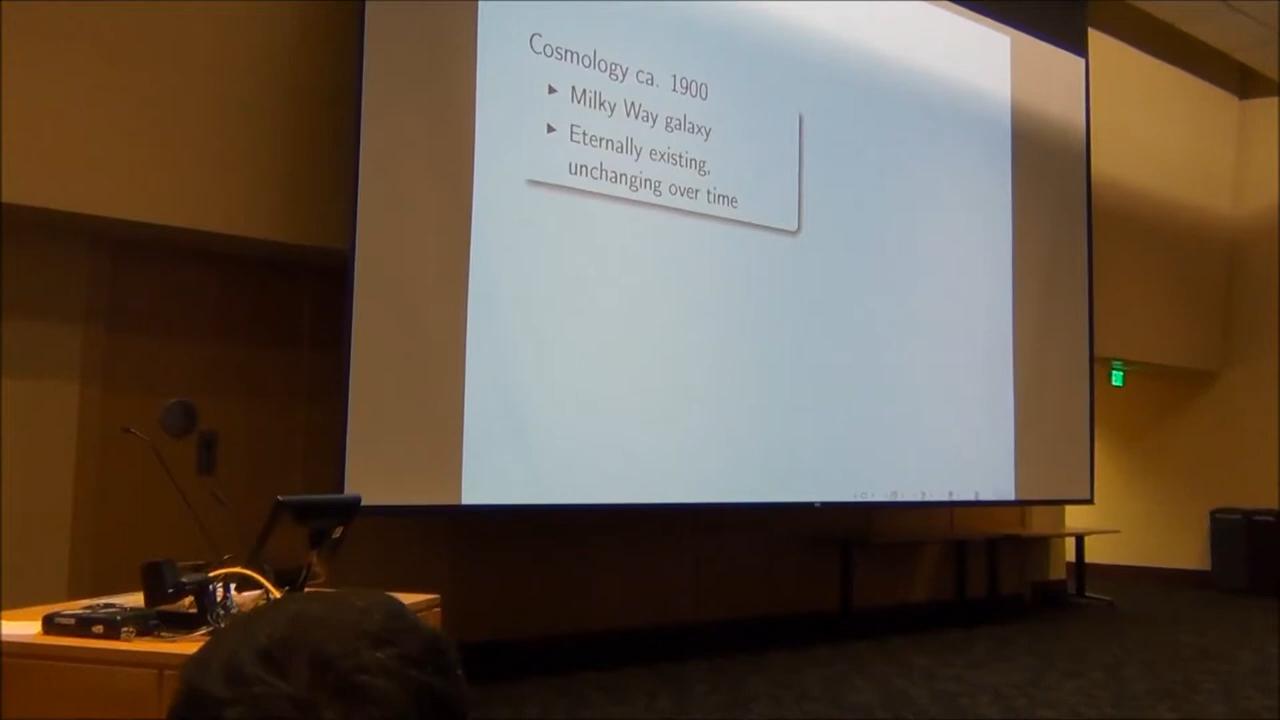 Cosmology ca. 1900
▶ Milky Way galaxy
▶ Eternally existing,
unchanging over time